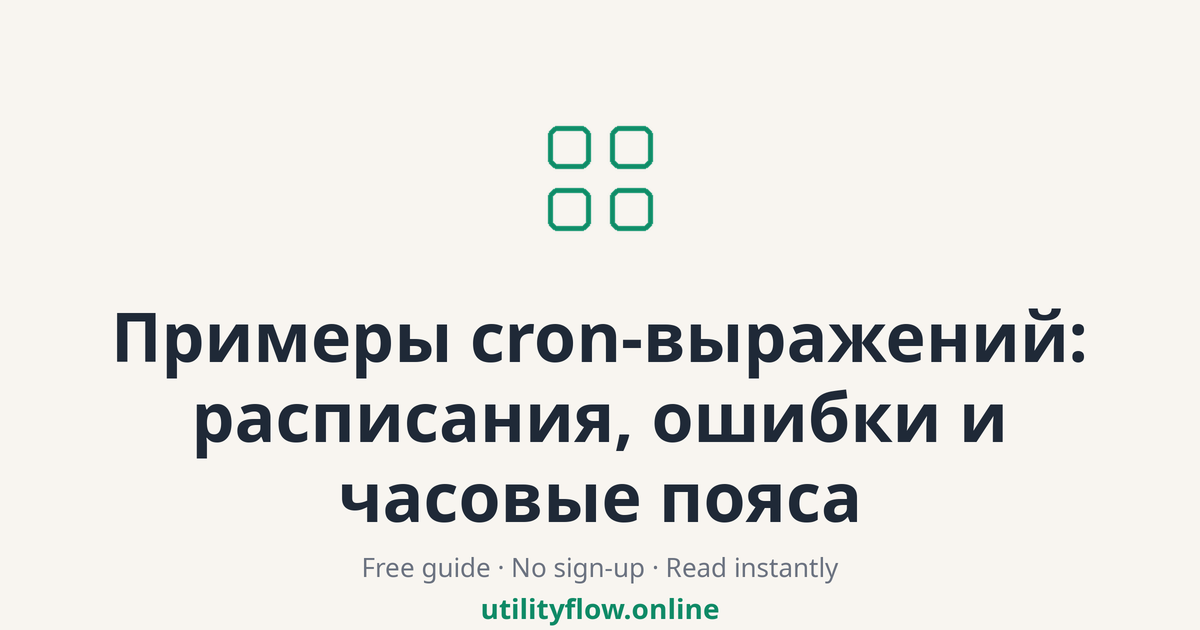 Примеры cron-выражений:
расписания, ошибки и
часовые пояса
Free guide · No sign-up · Read instantly
utilityflow.online